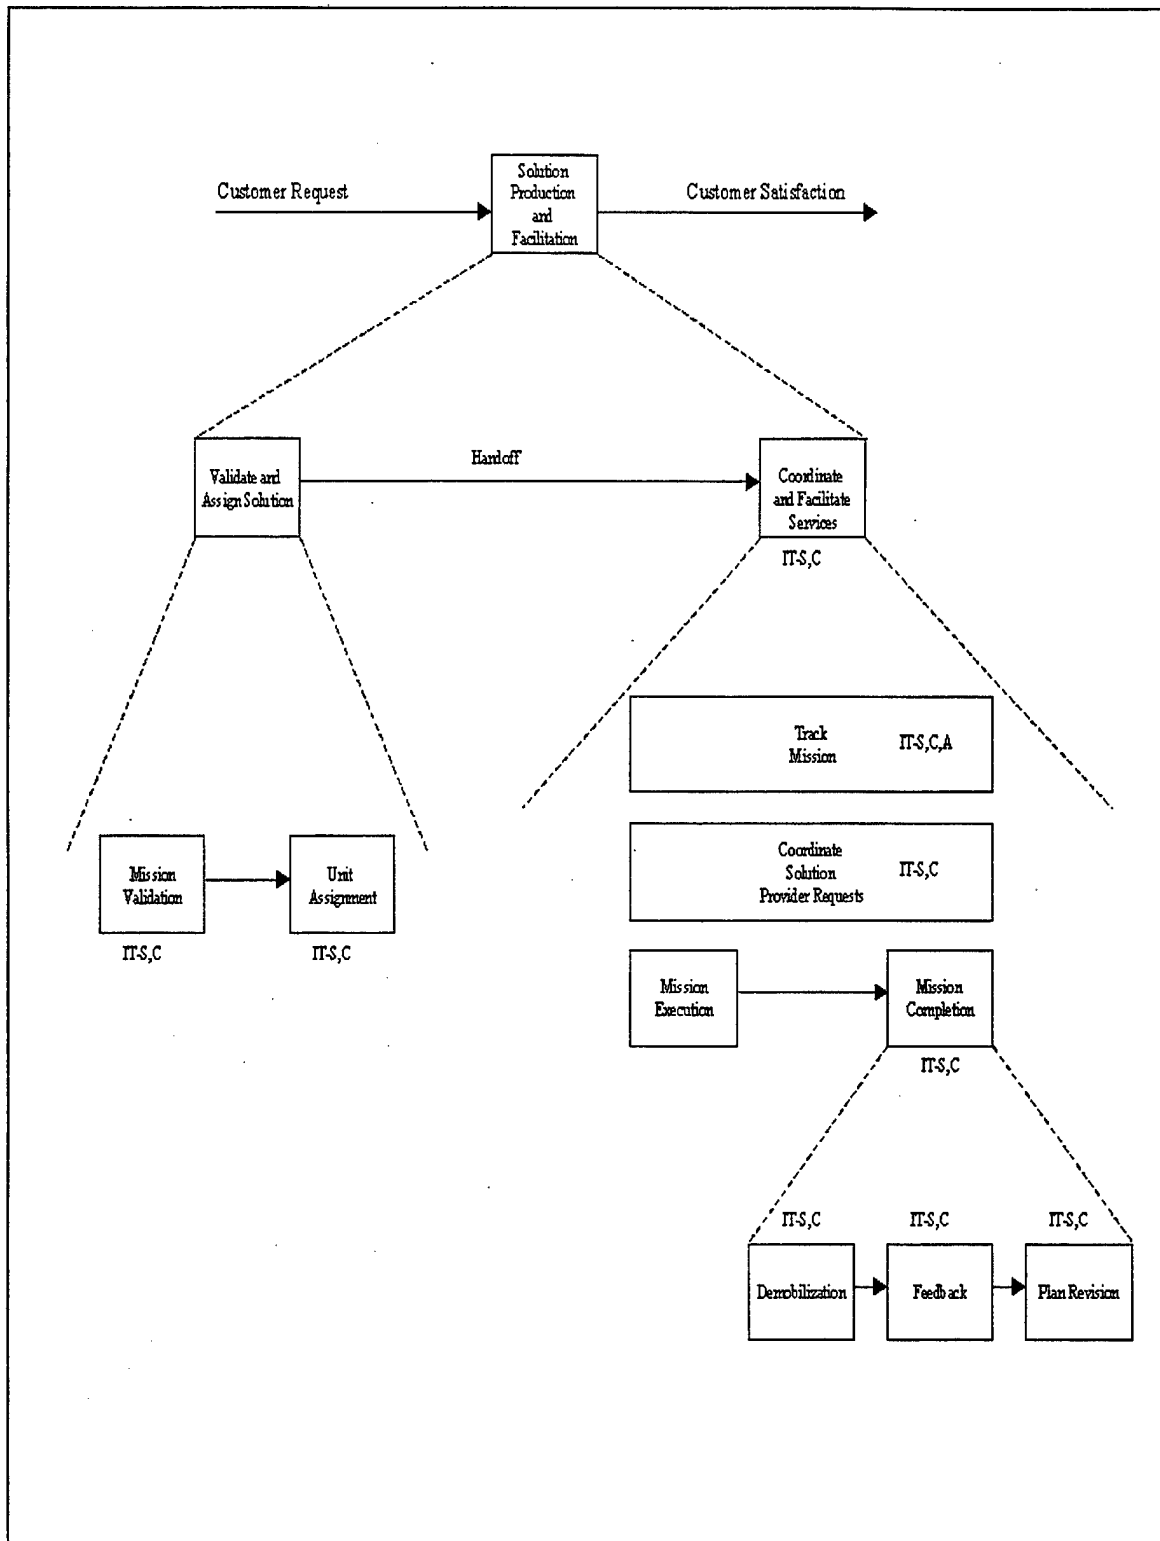 Customer Request
Solution
Production
and
Facilitation
Customer Satisfaction
Validate and
Assign Solution
Handoff
Coordinate
and Facilitate
Services
IT-S,C
Track
Mission
IT-S,C,A
Coordinate
Solution
Provider Requests
IT-S,C
Mission
Validation
IT-S,C
Unit
Assignment
IT-S,C
Mission
Execution
Mission
Completion
IT-S,C
IT-S,C
IT-S,C
IT-S,C
Demobilization
Feedback
Plan Revision